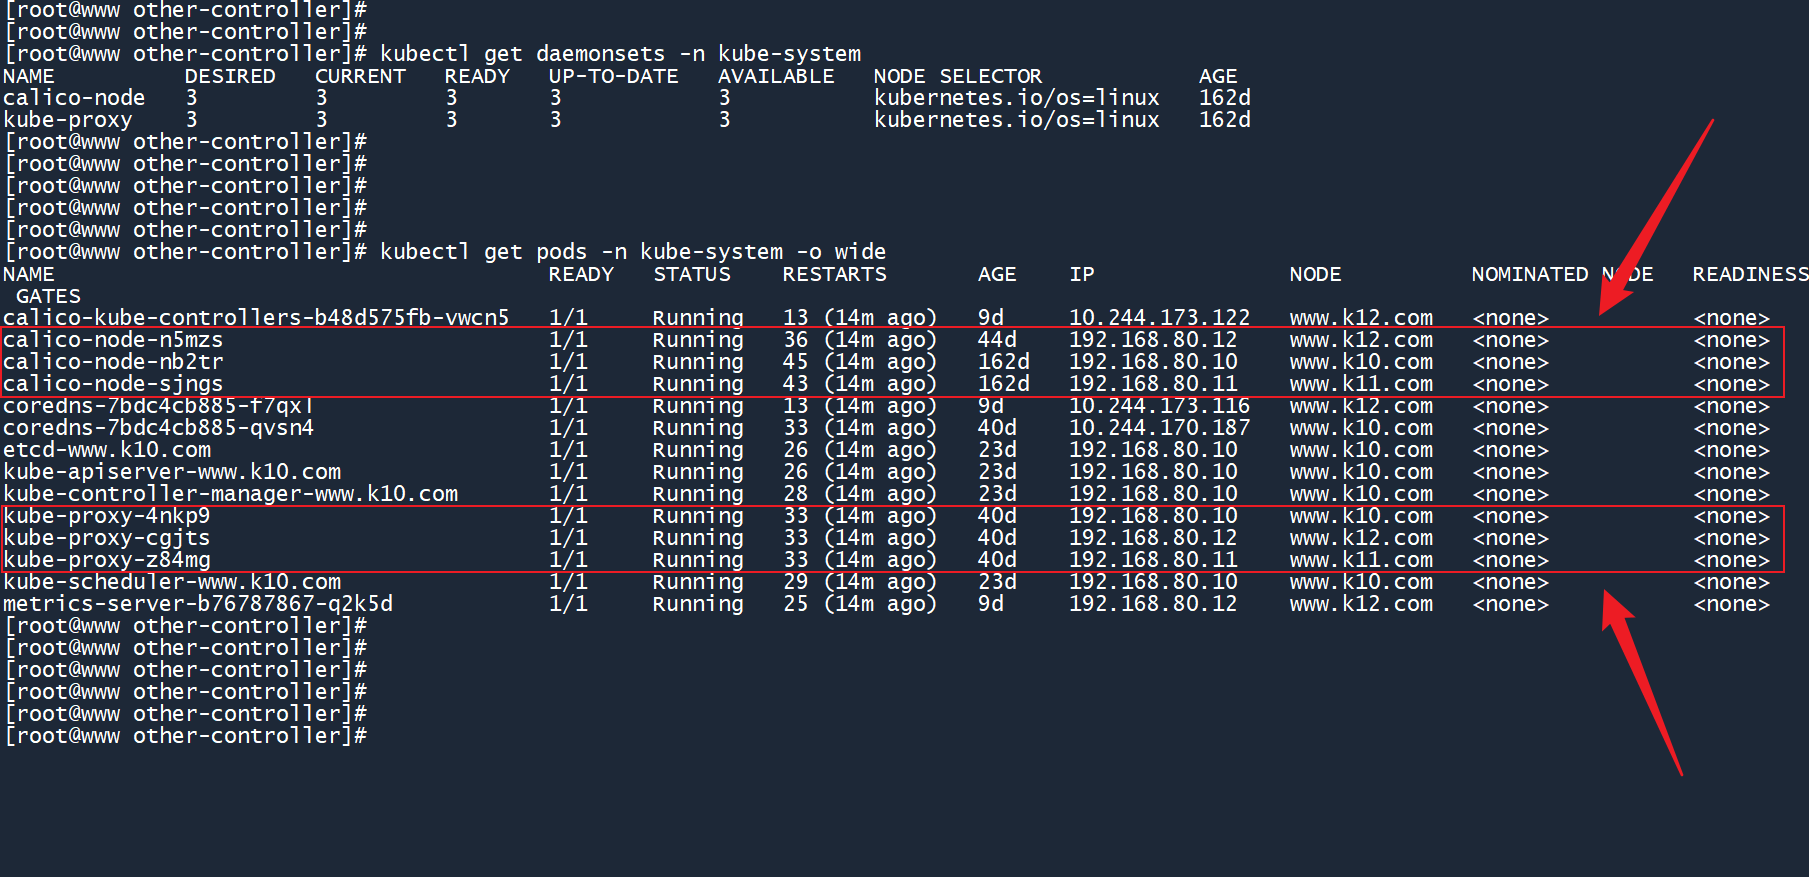 [root@www other-controller]#
[root@www other-controller]#
[root@www other-controller]# kubectl get daemonsets -n kube-system
NAME          DESIRED   CURRENT   READY   UP-TO-DATE   AVAILABLE   NODE SELECTOR            AGE
calico-node   3         3         3       3            3           kubernetes.io/os=linux   162d
kube-proxy    3         3         3       3            3           kubernetes.io/os=linux   162d
[root@www other-controller]#
[root@www other-controller]#
[root@www other-controller]#
[root@www other-controller]#
[root@www other-controller]#
[root@www other-controller]# kubectl get pods -n kube-system -o wide
NAME                                      READY   STATUS    RESTARTS       AGE    IP               NODE          NOMINATED NODE   READINESS
 GATES
calico-kube-controllers-b48d575fb-vwcn5   1/1     Running   13 (14m ago)   9d     10.244.173.122   www.k12.com   <none>           <none>
calico-node-n5mzs                         1/1     Running   36 (14m ago)   44d    192.168.80.12    www.k12.com   <none>           <none>
calico-node-nb2tr                         1/1     Running   45 (14m ago)   162d   192.168.80.10    www.k10.com   <none>           <none>
calico-node-sjngs                         1/1     Running   43 (14m ago)   162d   192.168.80.11    www.k11.com   <none>           <none>
coredns-7bdc4cb885-f7qxl                  1/1     Running   13 (14m ago)   9d     10.244.173.116   www.k12.com   <none>           <none>
coredns-7bdc4cb885-qvsn4                  1/1     Running   33 (14m ago)   40d    10.244.170.187   www.k11.com   <none>           <none>
etcd-www.k10.com                          1/1     Running   26 (14m ago)   23d    192.168.80.10    www.k10.com   <none>           <none>
kube-apiserver-www.k10.com                1/1     Running   26 (14m ago)   23d    192.168.80.10    www.k10.com   <none>           <none>
kube-controller-manager-www.k10.com       1/1     Running   28 (14m ago)   23d    192.168.80.10    www.k10.com   <none>           <none>
kube-proxy-4nkp9                          1/1     Running   33 (14m ago)   40d    192.168.80.10    www.k10.com   <none>           <none>
kube-proxy-cgjts                          1/1     Running   33 (14m ago)   40d    192.168.80.12    www.k12.com   <none>           <none>
kube-proxy-z84mg                          1/1     Running   33 (14m ago)   40d    192.168.80.11    www.k11.com   <none>           <none>
kube-scheduler-www.k10.com                1/1     Running   29 (14m ago)   23d    192.168.80.10    www.k10.com   <none>           <none>
metrics-server-b76787867-q2k5d            1/1     Running   25 (14m ago)   9d     192.168.80.12    www.k12.com   <none>           <none>
[root@www other-controller]#
[root@www other-controller]#
[root@www other-controller]#
[root@www other-controller]#
[root@www other-controller]#
[root@www other-controller]#